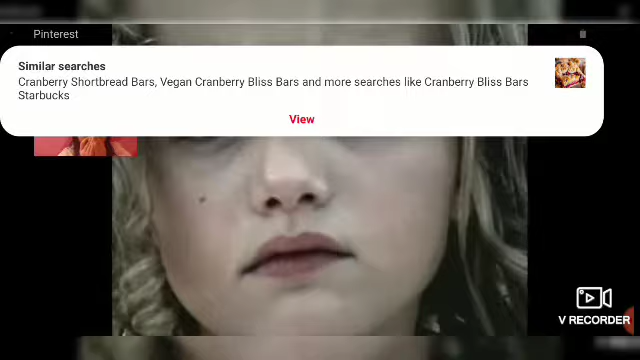 Pinterest
Similar searches
Cranberry Shortbread Bars, Vegan Cranberry Bliss Bars and more searches like Cranberry Bliss Bars
Starbucks
View
V RECORDER